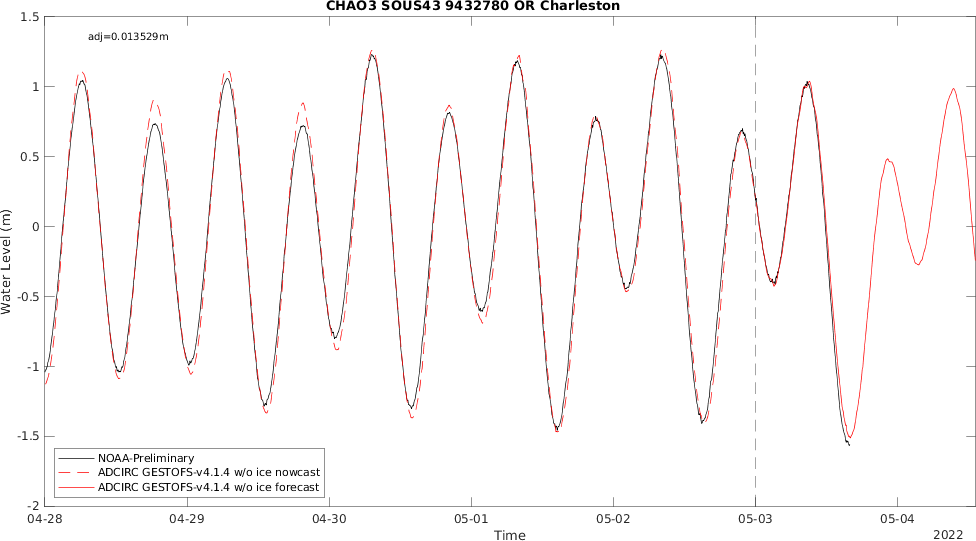 CHAO3 SOUS43 9432780 OR Charleston
adj=0.013529m
1.5
1
0.5
0
-0.5
-1
-1.5
-2
Water Level (m)
NOAA-Preliminary
ADCIRC GESTOFS-v4.1.4 w/o ice nowcast
ADCIRC GESTOFS-v4.1.4 w/o ice forecast
04-28 04-29 04-30 05-01 05-02 05-03 05-04
Time
2022